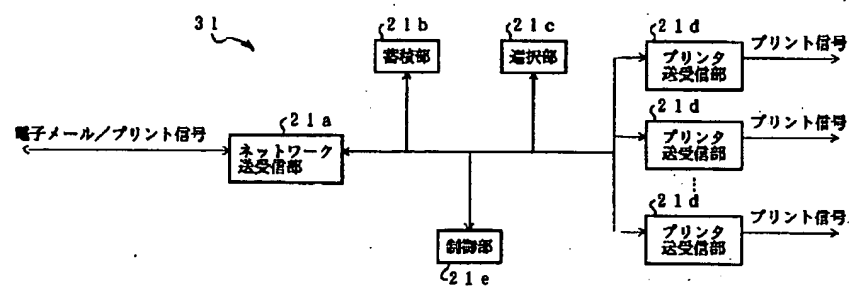 31
21b
蓄積部
21c
選択部
21d
プリンタ
送受信部
プリント信号
電子メール／プリント信号
21a
ネットワーク
送受信部
21d
プリンタ
送受信部
プリント信号
21d
プリンタ
送受信部
プリント信号
制御部
21e